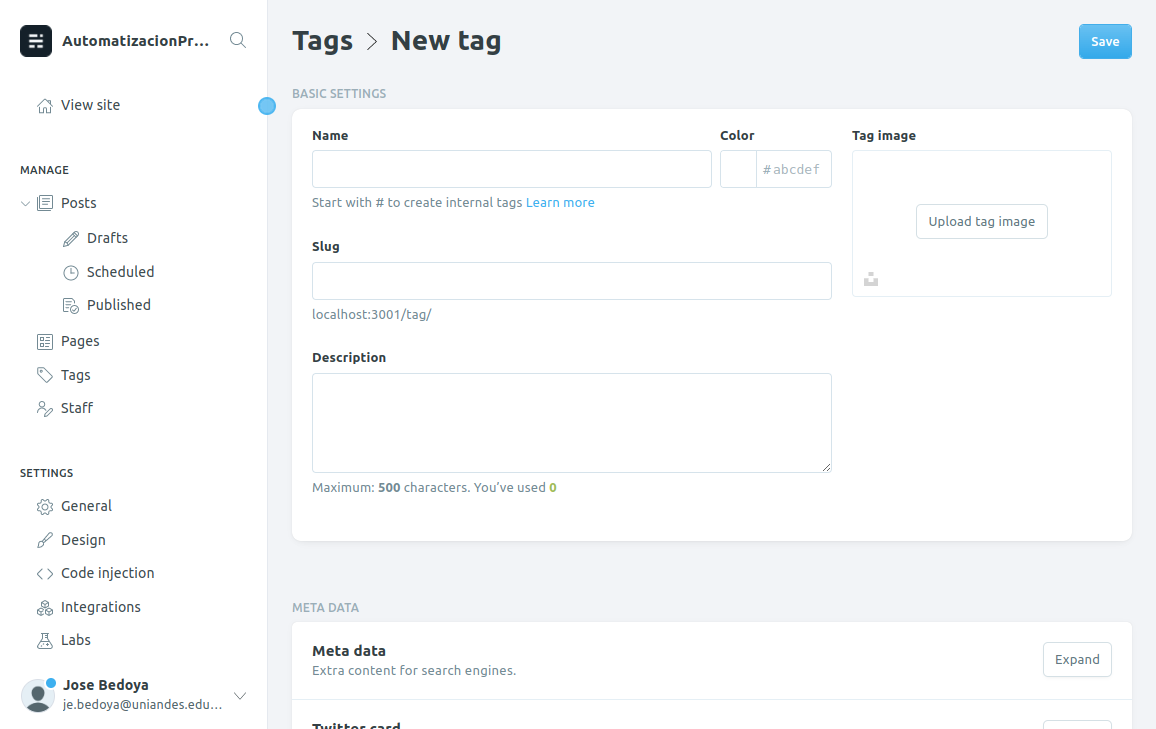 AutomatizacionPr...
View site
MANAGE
Posts
Drafts
Scheduled
Published
Pages
Tags
Staff
SETTINGS
General
Design
Code injection
Integrations
Labs
Jose Bedoya
je.bedoya@uniandes.edu...
Tags > New tag
Save
BASIC SETTINGS
Name
Color
#abcdef
Start with # to create internal tags Learn more
Slug
localhost:3001/tag/
Description
Maximum: 500 characters. You’ve used 0
Tag image
Upload tag image
META DATA
Meta data
Extra content for search engines.
Expand
Twitter card